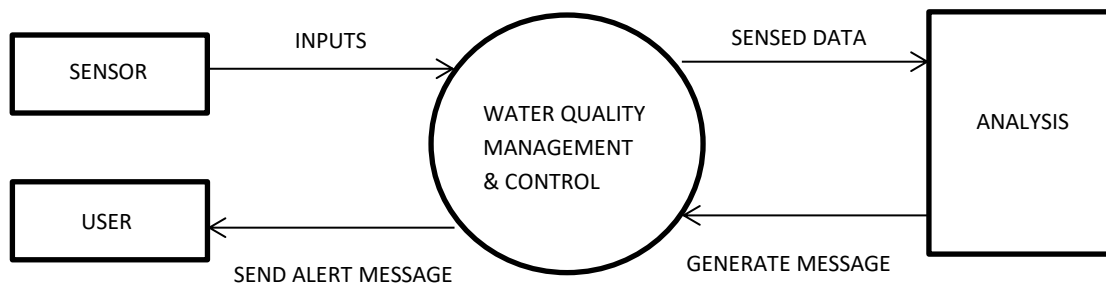 INPUTS
SENSED DATA
SENSOR
WATER QUALITY
MANAGEMENT
& CONTROL
ANALYSIS
USER
SEND ALERT MESSAGE
GENERATE MESSAGE